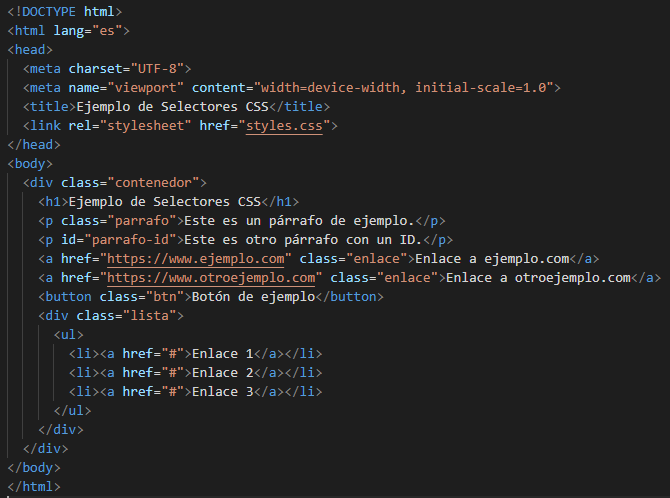 <!DOCTYPE html>
<html lang="es">
<head>
  <meta charset="UTF-8">
  <meta name="viewport" content="width=device-width, initial-scale=1.0">
  <title>Ejemplo de Selectores CSS</title>
  <link rel="stylesheet" href="styles.css">
</head>
<body>
  <div class="contenedor">
    <h1>Ejemplo de Selectores CSS</h1>
    <p class="parrafo">Este es un párrafo de ejemplo.</p>
    <p id="parrafo-id">Este es otro párrafo con un ID.</p>
    <a href="https://www.ejemplo.com" class="enlace">Enlace a ejemplo.com</a>
    <a href="https://www.otroejemplo.com" class="enlace">Enlace a otroejemplo.com</a>
    <button class="btn">Botón de ejemplo</button>
    <div class="lista">
      <ul>
        <li><a href="#">Enlace 1</a></li>
        <li><a href="#">Enlace 2</a></li>
        <li><a href="#">Enlace 3</a></li>
      </ul>
    </div>
  </div>
</body>
</html>